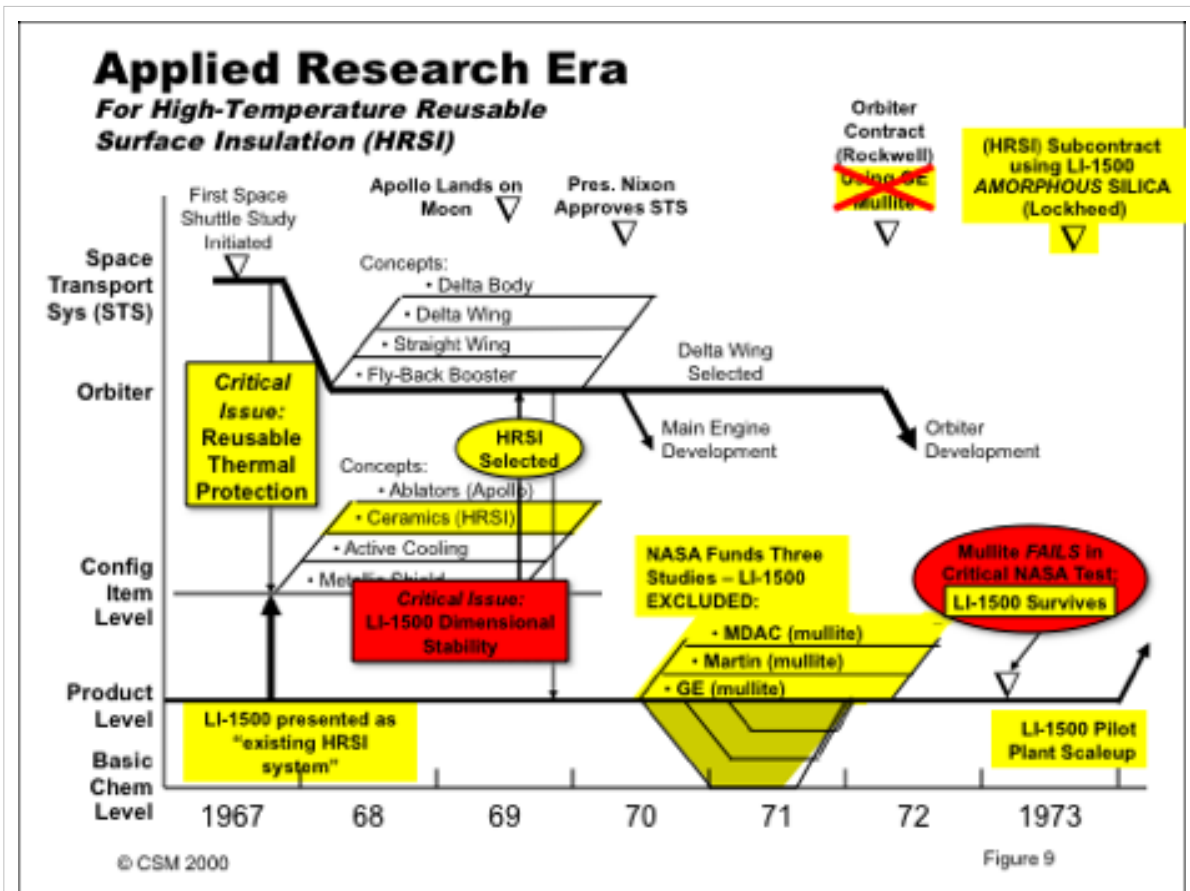 Applied Research Era
For High-Temperature Reusable
Surface Insulation (HRSI)
First Space
Shuttle Study
Initiated
Apollo Lands on
Moon
Pres. Nixon
Approves STS
Orbiter
Contract
(Rockwell)
Using GE
Mullite
(HRSI) Subcontract
using LI-1500
AMORPHOUS SILICA
(Lockheed)
Space
Transport
Sys (STS)
Concepts:
• Delta Body
• Delta Wing
• Straight Wing
• Fly-Back Booster
Delta Wing
Selected
Orbiter
Critical
Issue:
Reusable
Thermal
Protection
HRSI
Selected
Main Engine
Development
Orbiter
Development
Concepts:
• Ablators (Apollo)
• Ceramics (HRSI)
• Active Cooling
• Metallic Shield
Config
Item
Level
Critical Issue:
LI-1500 Dimensional
Stability
NASA Funds Three
Studies – LI-1500
EXCLUDED:
• MDAC (mullite)
• Martin (mullite)
• GE (mullite)
Mullite FAILS in
Critical NASA Test:
LI-1500 Survives
Product
Level
LI-1500 presented as
“existing HRSI
system”
LI-1500 Pilot
Plant Scaleup
Basic
Chem
Level
1967 68 69 70 71 72 1973
© CSM 2000
Figure 9